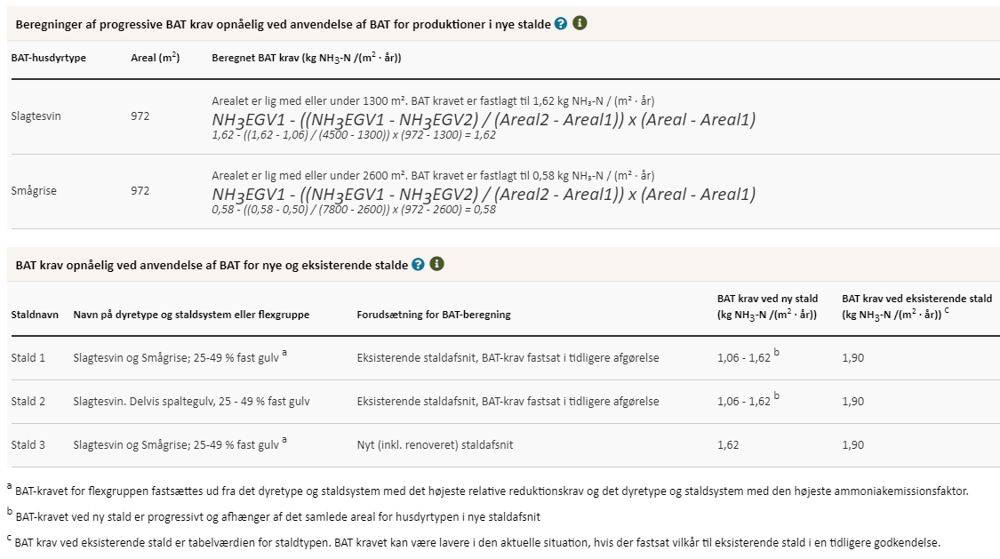 Beregninger af progressive BAT krav opnåelig ved anvendelse af BAT for produktioner i nye stalde ? i
BAT-husdyrtype Areal (m²) Beregnet BAT krav (kg NH3-N /(m² · år))
Arealet er lig med eller under 1300 m². BAT kravet er fastlagt til 1,62 kg NH₃-N / (m² · år)
Slagtesvin 972 NH3EGV1 - ((NH3EGV1 - NH3EGV2) / (Areal2 - Areal1)) x (Areal - Areal1)
1,62 - ((1,62 - 1,06) / (4500 - 1300)) x (972 - 1300) = 1,62
Arealet er lig med eller under 2600 m². BAT kravet er fastlagt til 0,58 kg NH₃-N / (m² · år)
Smågrise 972 NH3EGV1 - ((NH3EGV1 - NH3EGV2) / (Areal2 - Areal1)) x (Areal - Areal1)
0,58 - ((0,58 - 0,50) / (7800 - 2600)) x (972 - 2600) = 0,58
BAT krav opnåelig ved anvendelse af BAT for nye og eksisterende stalde ? i
BAT krav ved ny stald BAT krav ved eksisterende stald
Staldnavn Navn på dyretype og staldsystem eller flexgruppe Forudsætning for BAT-beregning (kg NH3-N /(m² · år)) (kg NH3-N /(m² · år)) c
Stald 1 Slagtesvin og Smågrise; 25-49 % fast gulv a Eksisterende staldafsnit, BAT-krav fastsat i tidligere afgørelse 1,06 - 1,62 b 1,90
Stald 2 Slagtesvin. Delvis spaltegulv, 25 - 49 % fast gulv Eksisterende staldafsnit, BAT-krav fastsat i tidligere afgørelse 1,06 - 1,62 b 1,90
Stald 3 Slagtesvin og Smågrise; 25-49 % fast gulv a Nyt (inkl. renoveret) staldafsnit 1,62 1,90
a BAT-kravet for flexgruppen fastsættes ud fra det dyretype og staldsystem med det højeste relative reduktionskrav og det dyretype og staldsystem med den højeste ammoniakemissionsfaktor.
b BAT-kravet ved ny stald er progressivt og afhænger af det samlede areal for husdyrtypen i nye staldafsnit
c BAT krav ved eksisterende stald er tabelværdien for staldtypen. BAT kravet kan være lavere i den aktuelle situation, hvis der fastsat vilkår til eksisterende stald i en tidligere godkendelse.